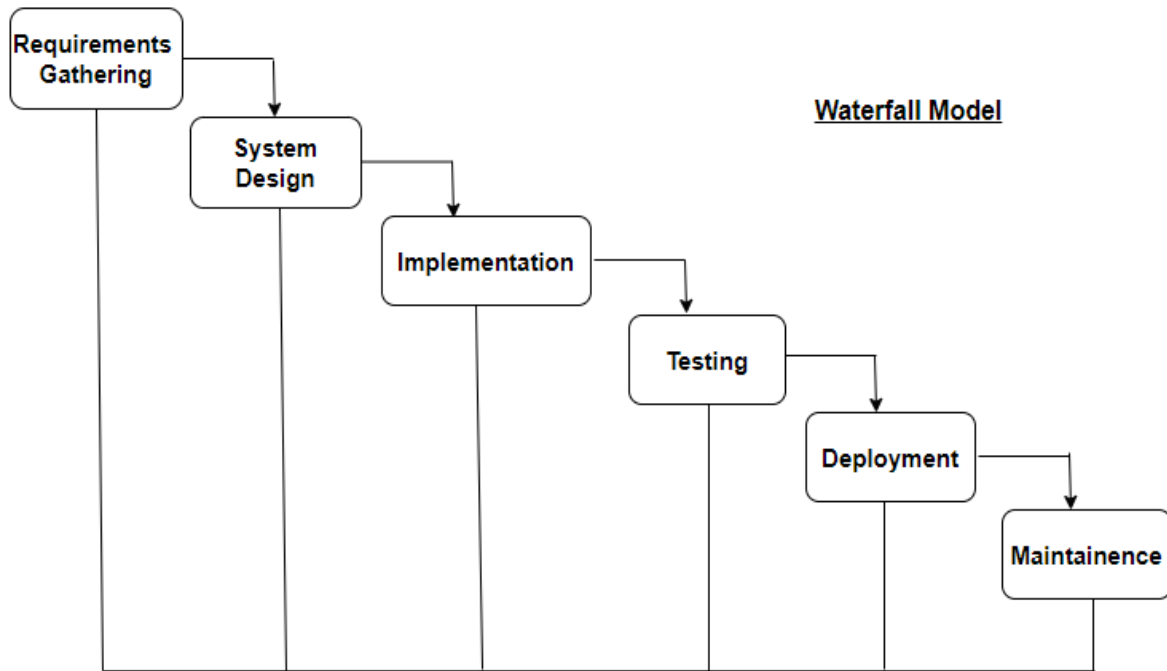 Requirements
Gathering
Waterfall Model
System
Design
Implementation
Testing
Deployment
Maintainence